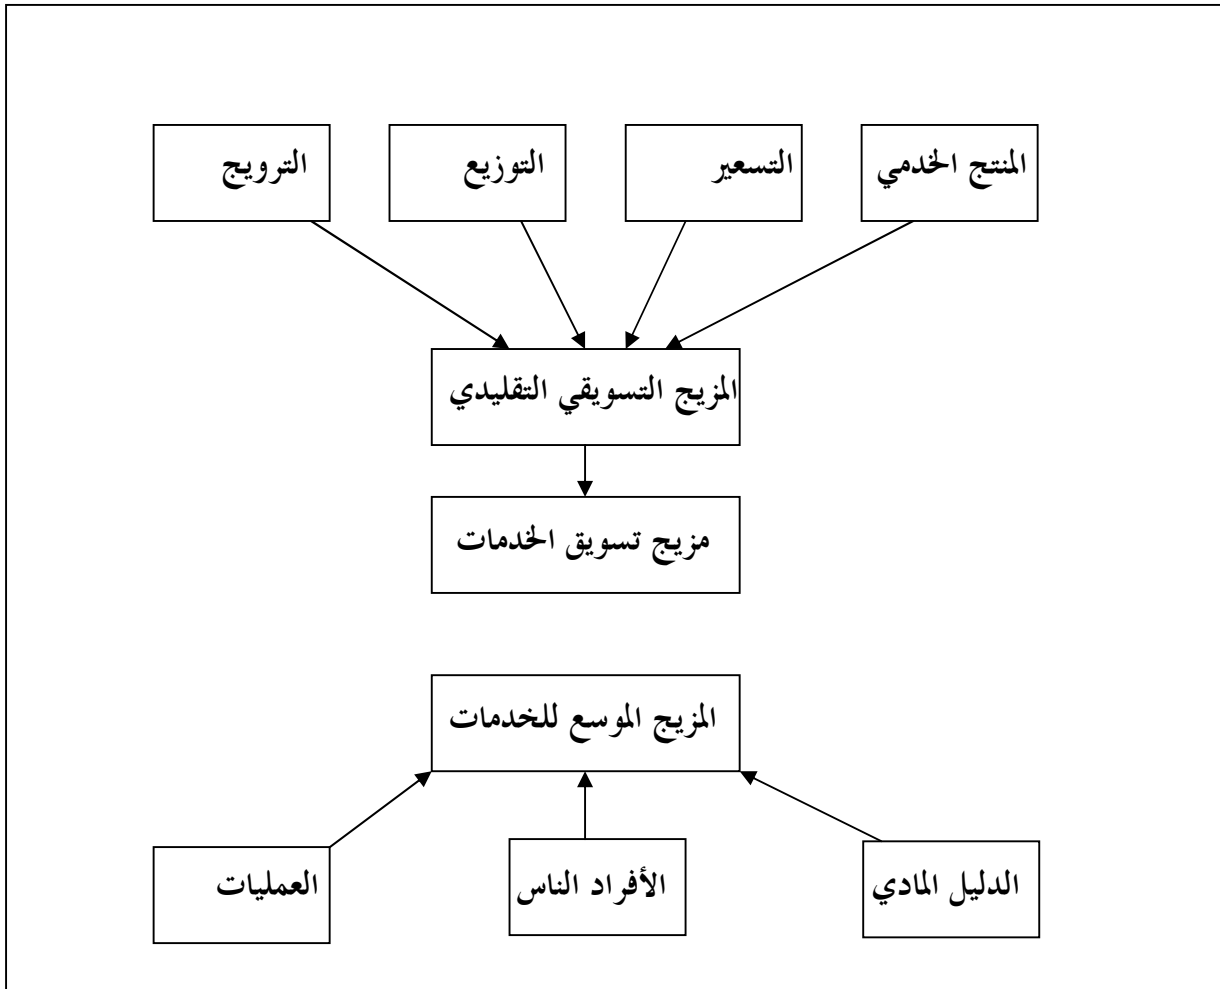 المنتج الخدمي
التسعير
التوزيع
الترويج
المزيج التسويقي التقليدي
مزيج تسويق الخدمات
المزيج الموسع للخدمات
الدليل المادي
الأفراد الناس
العمليات